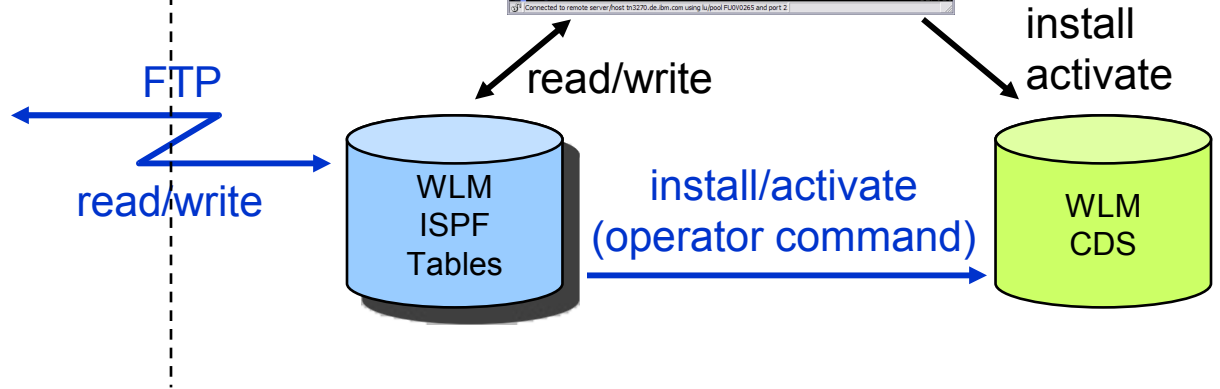 Connected to remote server/host tn3270.de.ibm.com using lu/pool FU0V0265 and port 2
install
activate
read/write
FTP
read/write
WLM
ISPF
Tables
install/activate
(operator command)
WLM
CDS